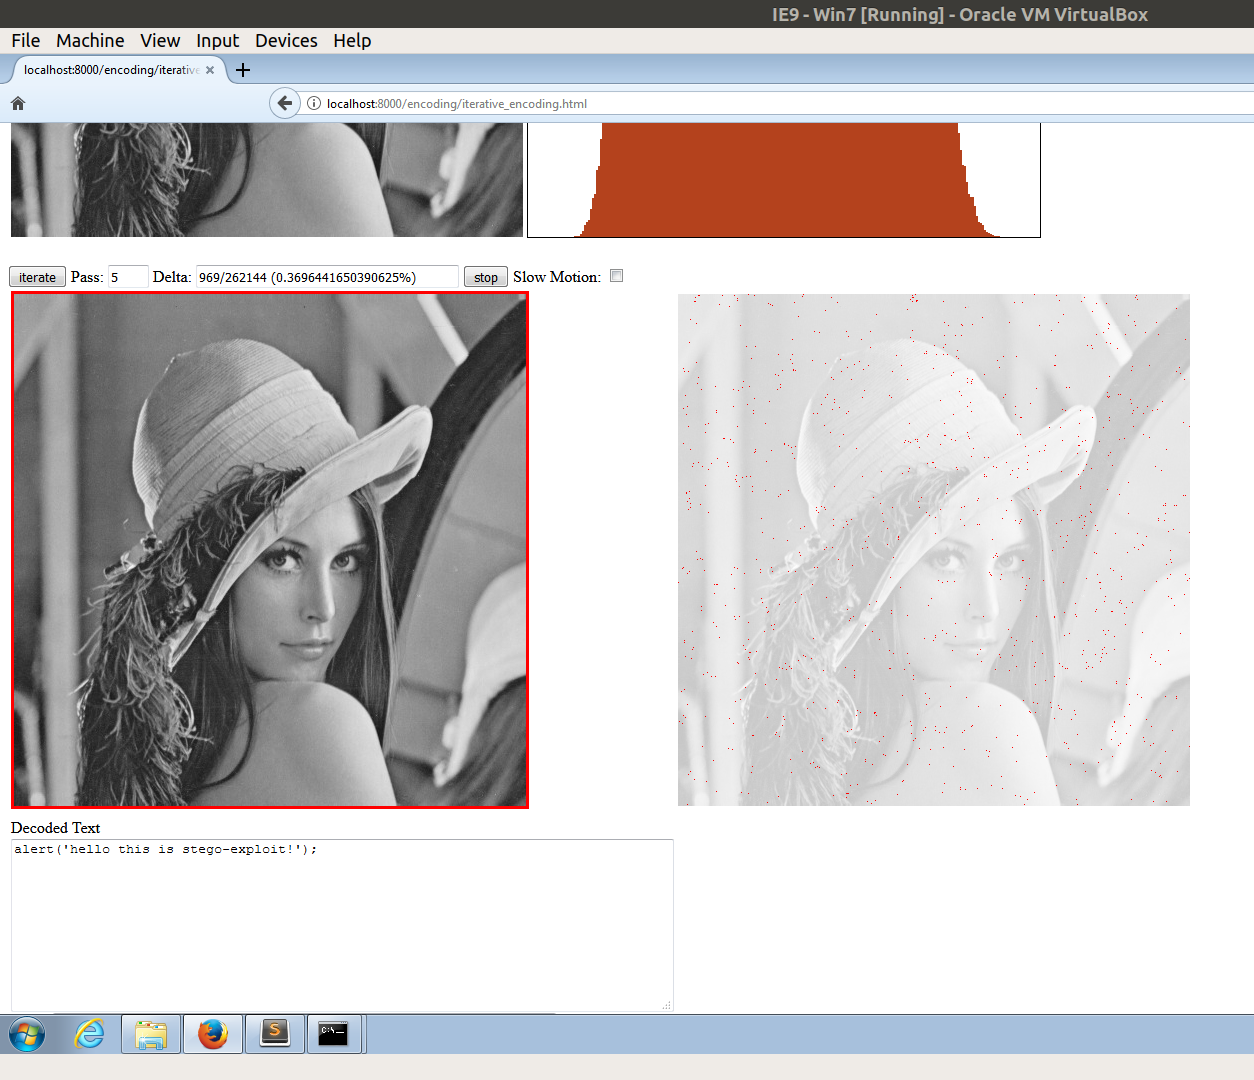 IE9 - Win7 [Running] - Oracle VM VirtualBox
File Machine View Input Devices Help
localhost:8000/encoding/iterative
localhost:8000/encoding/iterative_encoding.html
iterate Pass: 5 Delta: 969/262144 (0.3696441650390625%) stop Slow Motion:
Decoded Text
alert('hello this is stego-exploit!');